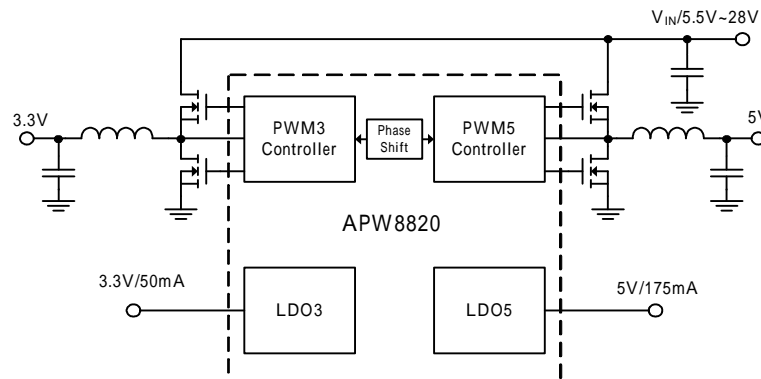 V_IN/5.5V~28V
3.3V
PWM3
Controller
Phase
Shift
PWM5
Controller
5V
APW8820
3.3V/50mA
LDO3
LDO5
5V/175mA